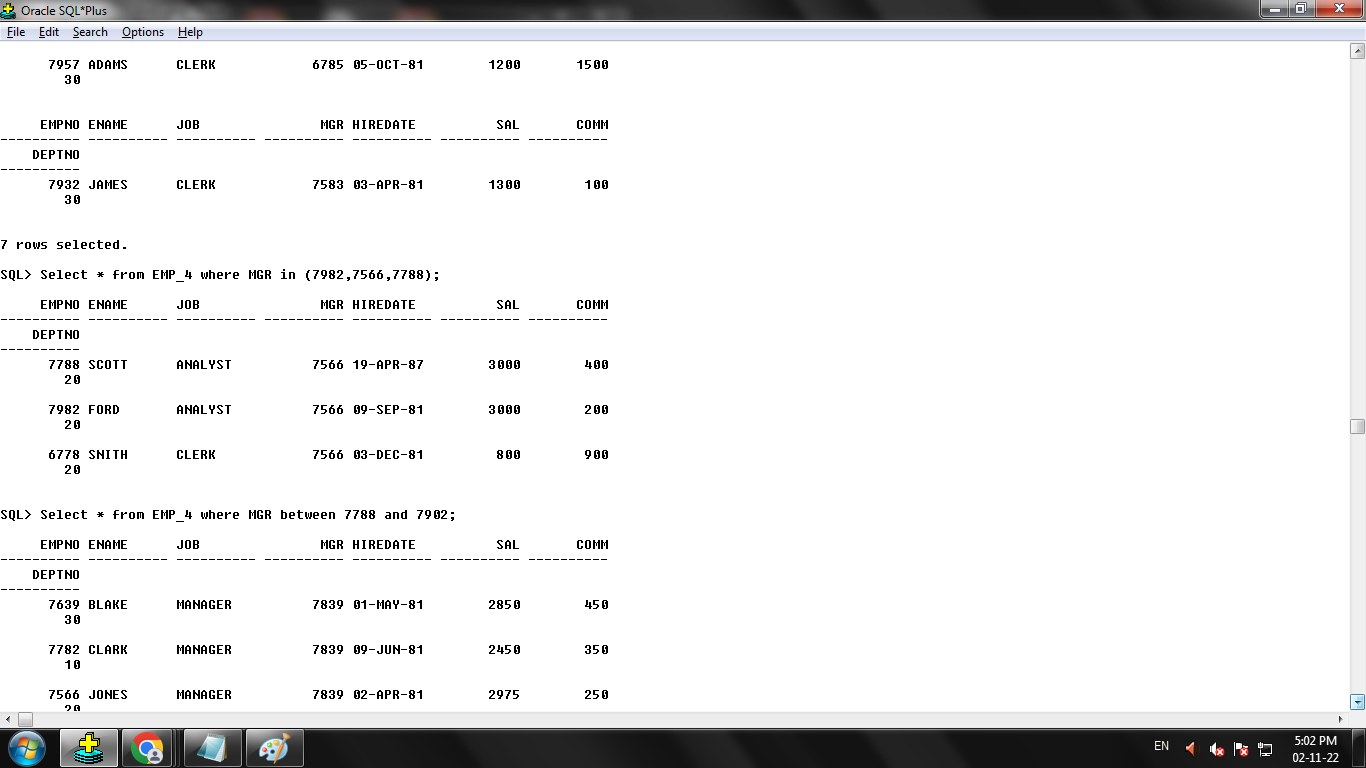 Oracle SQL*Plus
File Edit Search Options Help
7957 ADAMS CLERK 6785 05-OCT-81 1200 1500
30
EMPNO ENAME JOB MGR HIREDATE SAL COMM
---------- ---------- ---------- ---------- ---------- ---------- ----------
DEPTNO
----------
7932 JAMES CLERK 7583 03-APR-81 1300 100
30
7 rows selected.
SQL> Select * from EMP_4 where MGR in (7982,7566,7788);
EMPNO ENAME JOB MGR HIREDATE SAL COMM
---------- ---------- ---------- ---------- ---------- ---------- ----------
DEPTNO
----------
7788 SCOTT ANALYST 7566 19-APR-87 3000 400
20
7982 FORD ANALYST 7566 09-SEP-81 3000 200
20
6778 SNITH CLERK 7566 03-DEC-81 800 900
20
SQL> Select * from EMP_4 where MGR between 7788 and 7902;
EMPNO ENAME JOB MGR HIREDATE SAL COMM
---------- ---------- ---------- ---------- ---------- ---------- ----------
DEPTNO
----------
7639 BLAKE MANAGER 7839 01-MAY-81 2850 450
30
7782 CLARK MANAGER 7839 09-JUN-81 2450 350
10
7566 JONES MANAGER 7839 02-APR-81 2975 250
20
EN
5:02 PM
02-11-22